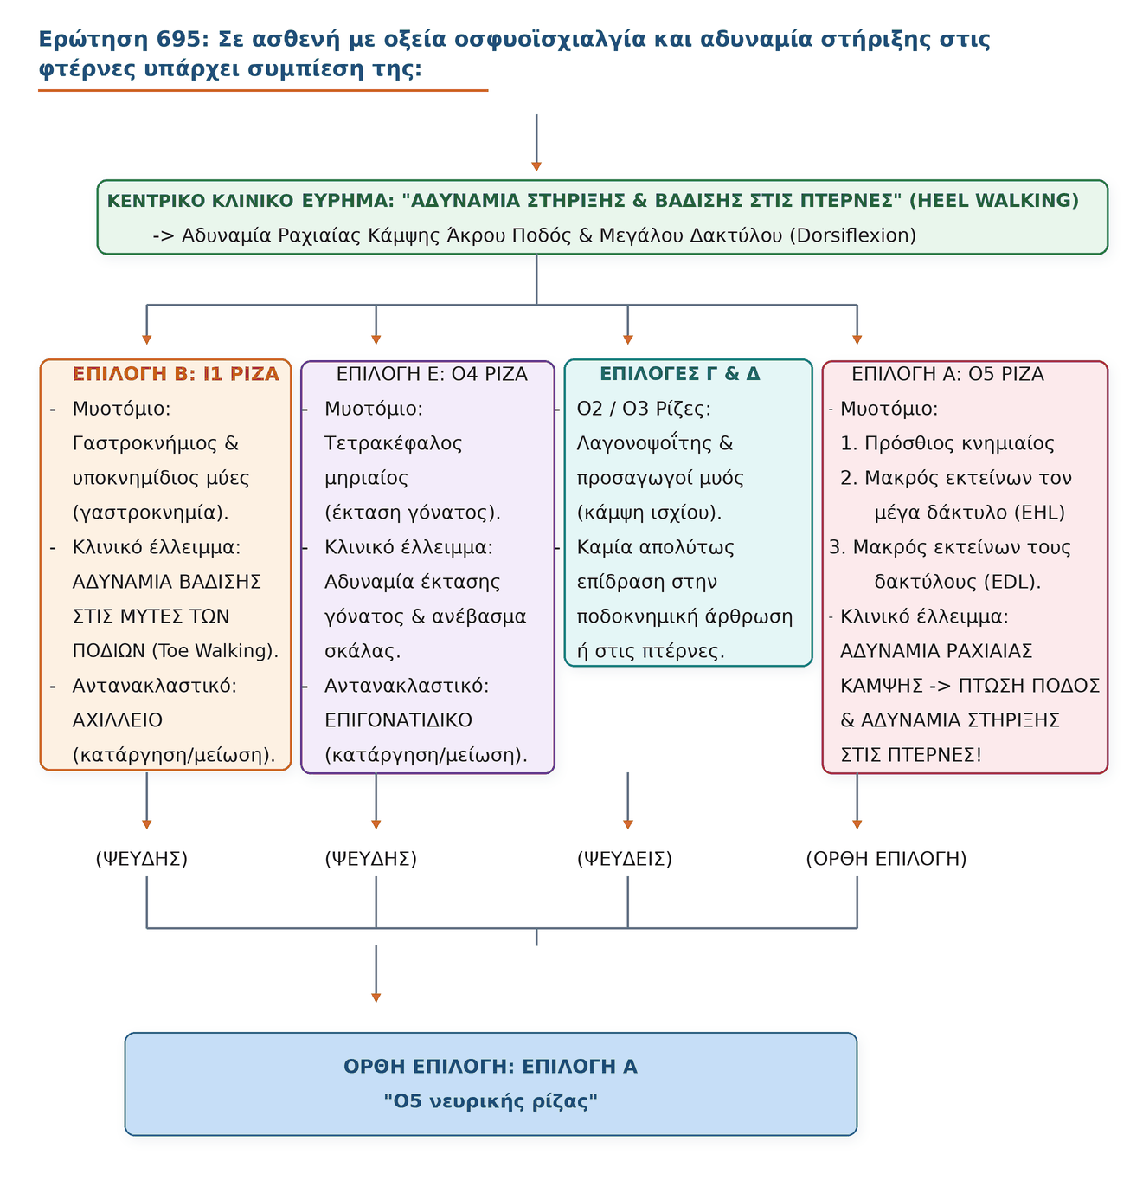 Ερώτηση 695: Σε ασθενή με οξεία οσφυοϊσχιαλγία και αδυναμία στήριξης στις
φτέρνες υπάρχει συμπίεση της:
ΚΕΝΤΡΙΚΟ ΚΛΙΝΙΚΟ ΕΥΡΗΜΑ: "ΑΔΥΝΑΜΙΑ ΣΤΗΡΙΞΗΣ & ΒΑΔΙΣΗΣ ΣΤΙΣ ΠΤΕΡΝΕΣ" (HEEL WALKING)
-> Αδυναμία Ραχιαίας Κάμψης Άκρου Ποδός & Μεγάλου Δακτύλου (Dorsiflexion)
ΕΠΙΛΟΓΗ Β: Ι1 ΡΙΖΑ
- Μυοτόμιο:
Γαστροκνήμιος &
υποκνημίδιος μύες
(γαστροκνημία).
- Κλινικό έλλειμμα:
ΑΔΥΝΑΜΙΑ ΒΑΔΙΣΗΣ
ΣΤΙΣ ΜΥΤΕΣ ΤΩΝ
ΠΟΔΙΩΝ (Toe Walking).
- Αντανακλαστικό:
ΑΧΙΛΛΕΙΟ
(κατάργηση/μείωση).
ΕΠΙΛΟΓΗ Ε: Ο4 ΡΙΖΑ
- Μυοτόμιο:
Τετρακέφαλος
μηριαίος
(έκταση γόνατος).
- Κλινικό έλλειμμα:
Αδυναμία έκτασης
γόνατος & ανέβασμα
σκάλας.
- Αντανακλαστικό:
ΕΠΙΓΟΝΑΤΙΔΙΚΟ
(κατάργηση/μείωση).
ΕΠΙΛΟΓΕΣ Γ & Δ
- Ο2 / Ο3 Ρίζες:
Λαγονοψοΐτης &
προσαγωγοί μυός
(κάμψη ισχίου).
- Καμία απολύτως
επίδραση στην
ποδοκνημική άρθρωση
ή στις πτέρνες.
ΕΠΙΛΟΓΗ Α: Ο5 ΡΙΖΑ
- Μυοτόμιο:
1. Πρόσθιος κνημιαίος
2. Μακρός εκτείνων τον
μέγα δάκτυλο (EHL)
3. Μακρός εκτείνων τους
δακτύλους (EDL).
- Κλινικό έλλειμμα:
ΑΔΥΝΑΜΙΑ ΡΑΧΙΑΙΑΣ
ΚΑΜΨΗΣ -> ΠΤΩΣΗ ΠΟΔΟΣ
& ΑΔΥΝΑΜΙΑ ΣΤΗΡΙΞΗΣ
ΣΤΙΣ ΠΤΕΡΝΕΣ!
(ΨΕΥΔΗΣ)
(ΨΕΥΔΗΣ)
(ΨΕΥΔΕΙΣ)
(ΟΡΘΗ ΕΠΙΛΟΓΗ)
ΟΡΘΗ ΕΠΙΛΟΓΗ: ΕΠΙΛΟΓΗ Α
"Ο5 νευρικής ρίζας"